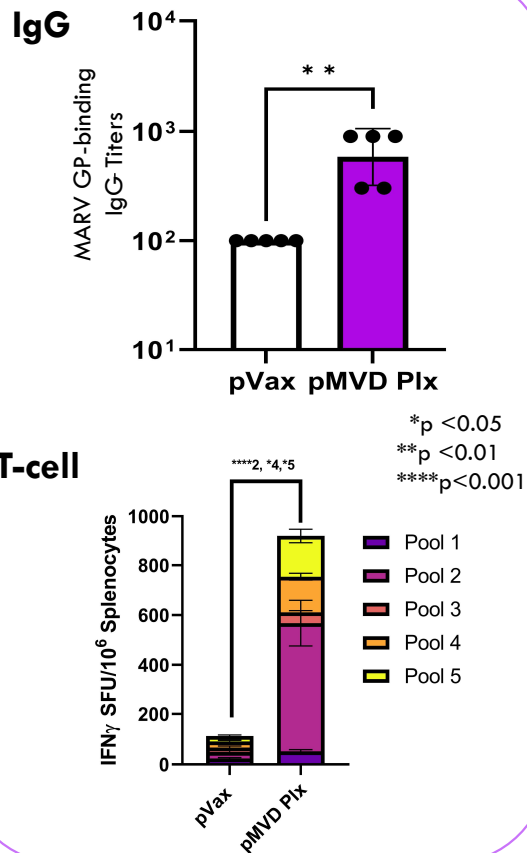 IgG
MARV GP-binding
IgG Titers
10⁴
10³
10²
10¹
* *
pVax pMVD Plx
*p <0.05
**p <0.01
****p<0.001
T-cell
****2, *4,*5
IFNγ SFU/10⁶ Splenocytes
1000
800
600
400
200
0
pVax
pMVD Plx
Pool 1
Pool 2
Pool 3
Pool 4
Pool 5